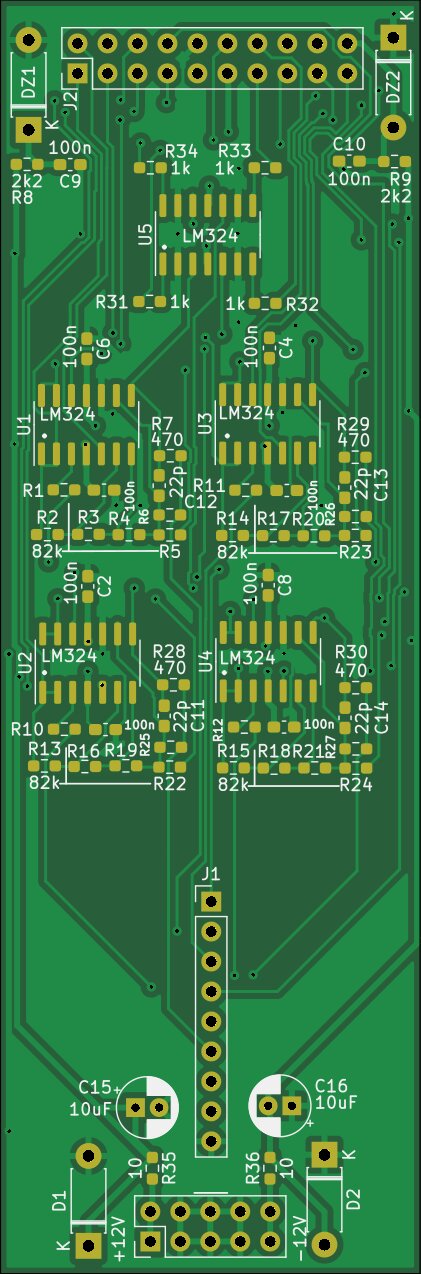 K
DZ1
DZ2
J2
K
R34
R33
C10
100n
1k
1k
2k2
C9
100n
R9
R8
2k2
U5
LM324
R31
1k
1k
R32
100n
C6
100n
C4
U1
LM324
U3
LM324
R7
R29
470
470
22p
C13
22p
R1
100n
C12
R11
100n
R2
R3
R4
R6
R14
R17
R20
R26
82k
R5
82k
R23
100n
C2
100n
C8
U2
LM324
R28
U4
LM324
R30
470
470
22p
C11
22p
C14
R10
100n
R12
100n
R13
R16
R19
R25
R15
R18
R21
R27
82k
R22
82k
R24
J1
C15
+
C16
10uF
10uF
+
K
10
R35
R36
10
D1
D2
K
+12V
-12V